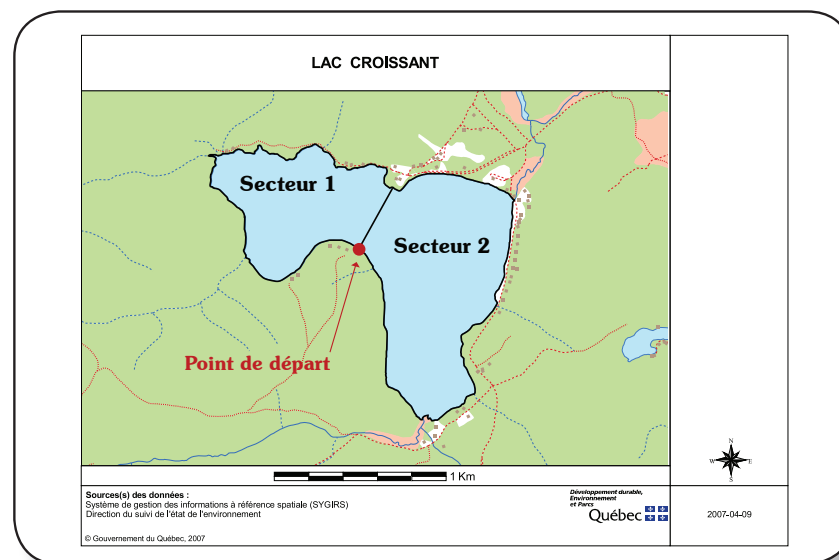 LAC CROISSANT
Secteur 1
Secteur 2
Point de départ
1 Km
N
W E
S
Sources(s) des données :
Système de gestion des informations à référence spatiale (SYGIRS)
Direction du suivi de l'état de l'environnement
© Gouvernement du Québec, 2007
Développement durable,
Environnement
et Parcs
Québec
2007-04-09